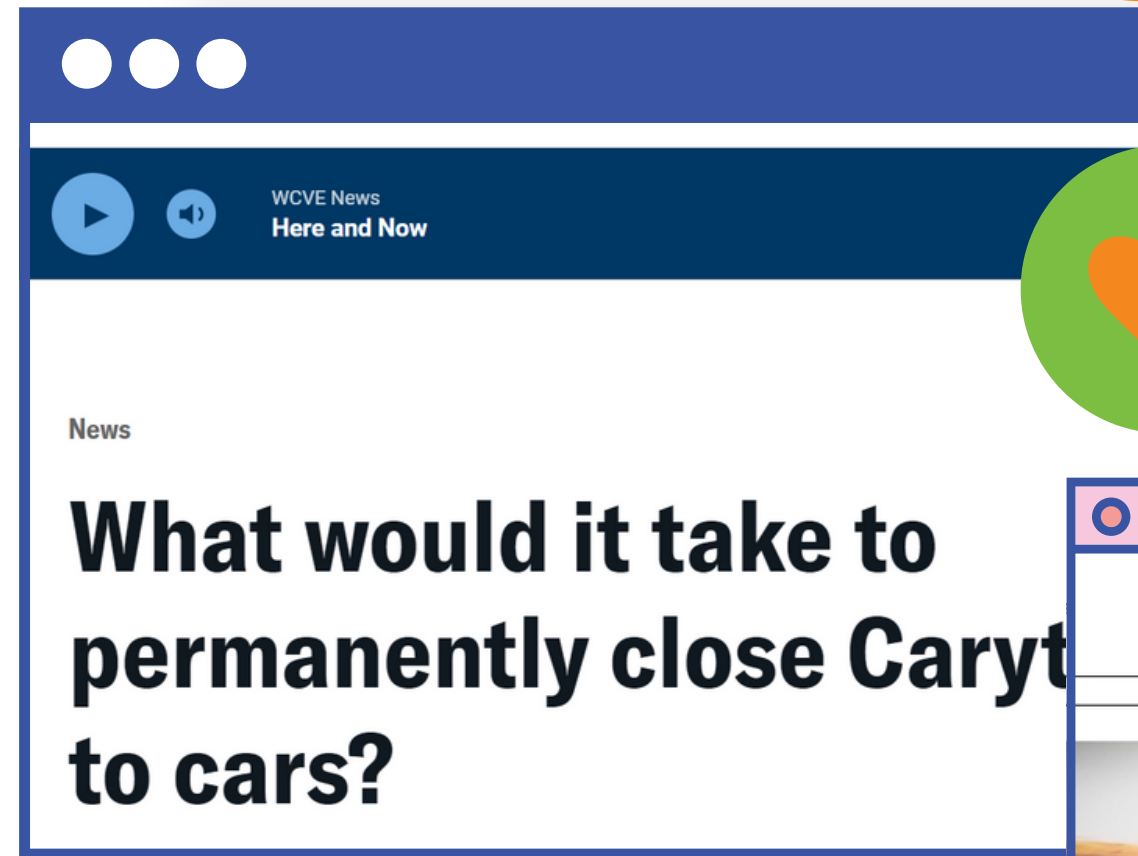 WCVE News
Here and Now
News
What would it take to
permanently close Caryt
to cars?